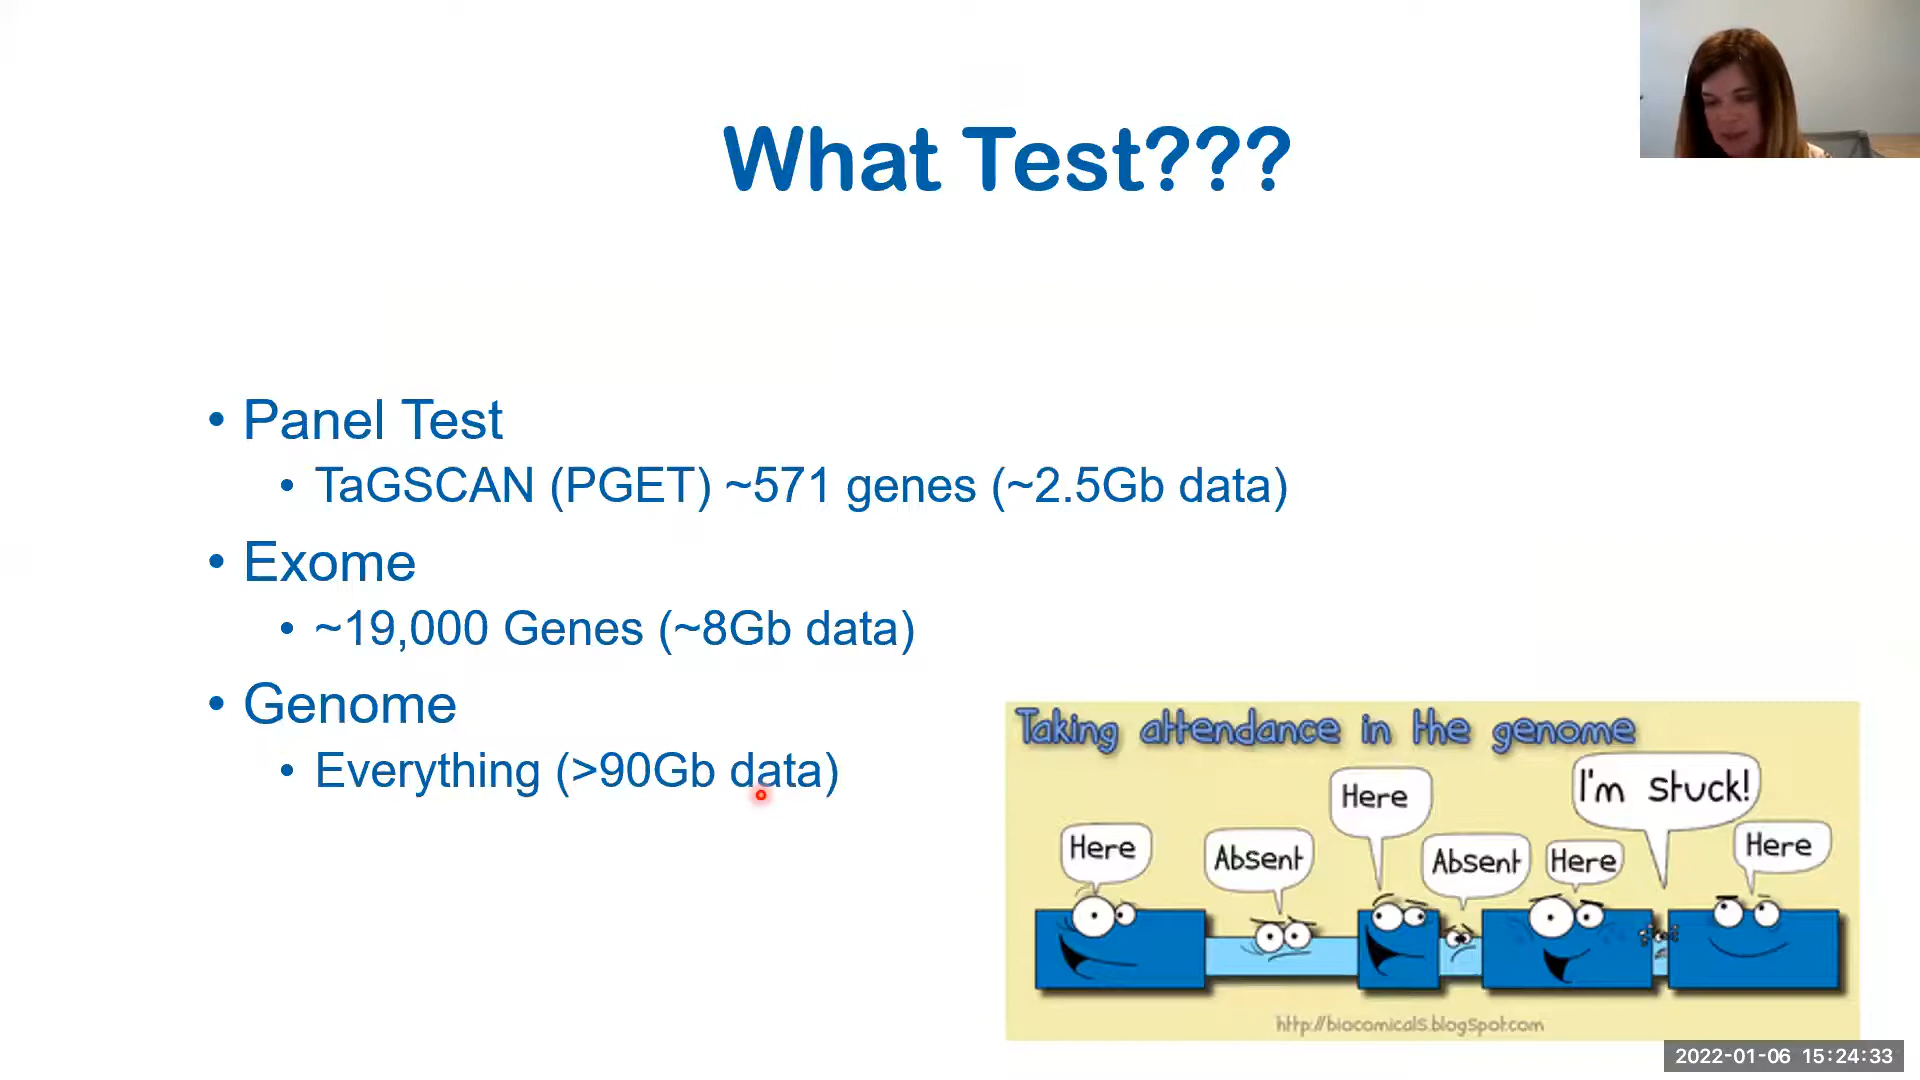 What Test???
• Panel Test
• TaGSCAN (PGET) ~571 genes (~2.5Gb data)
• Exome
• ~19,000 Genes (~8Gb data)
• Genome
• Everything (>90Gb data)
Taking attendance in the genome
Here
Absent
Here
Absent
Here
I'm stuck!
Here
http://biocomicals.blogspot.com
2022-01-06 15:24:33